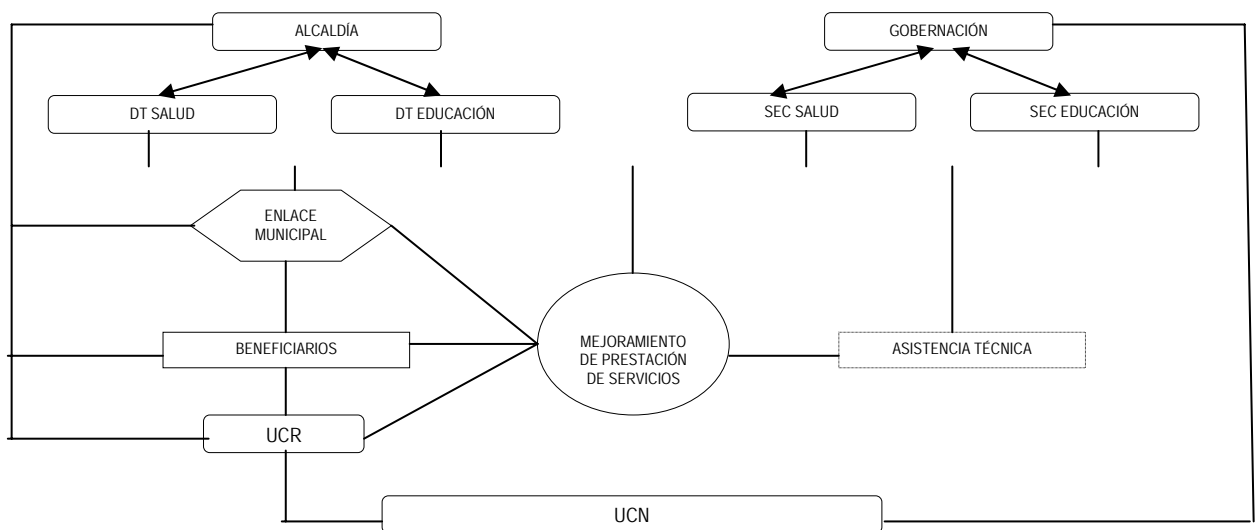 ALCALDÍA
GOBERNACIÓN
DT SALUD
DT EDUCACIÓN
SEC SALUD
SEC EDUCACIÓN
ENLACE
MUNICIPAL
BENEFICIARIOS
MEJORAMIENTO
DE PRESTACIÓN
DE SERVICIOS
ASISTENCIA TÉCNICA
UCR
UCN